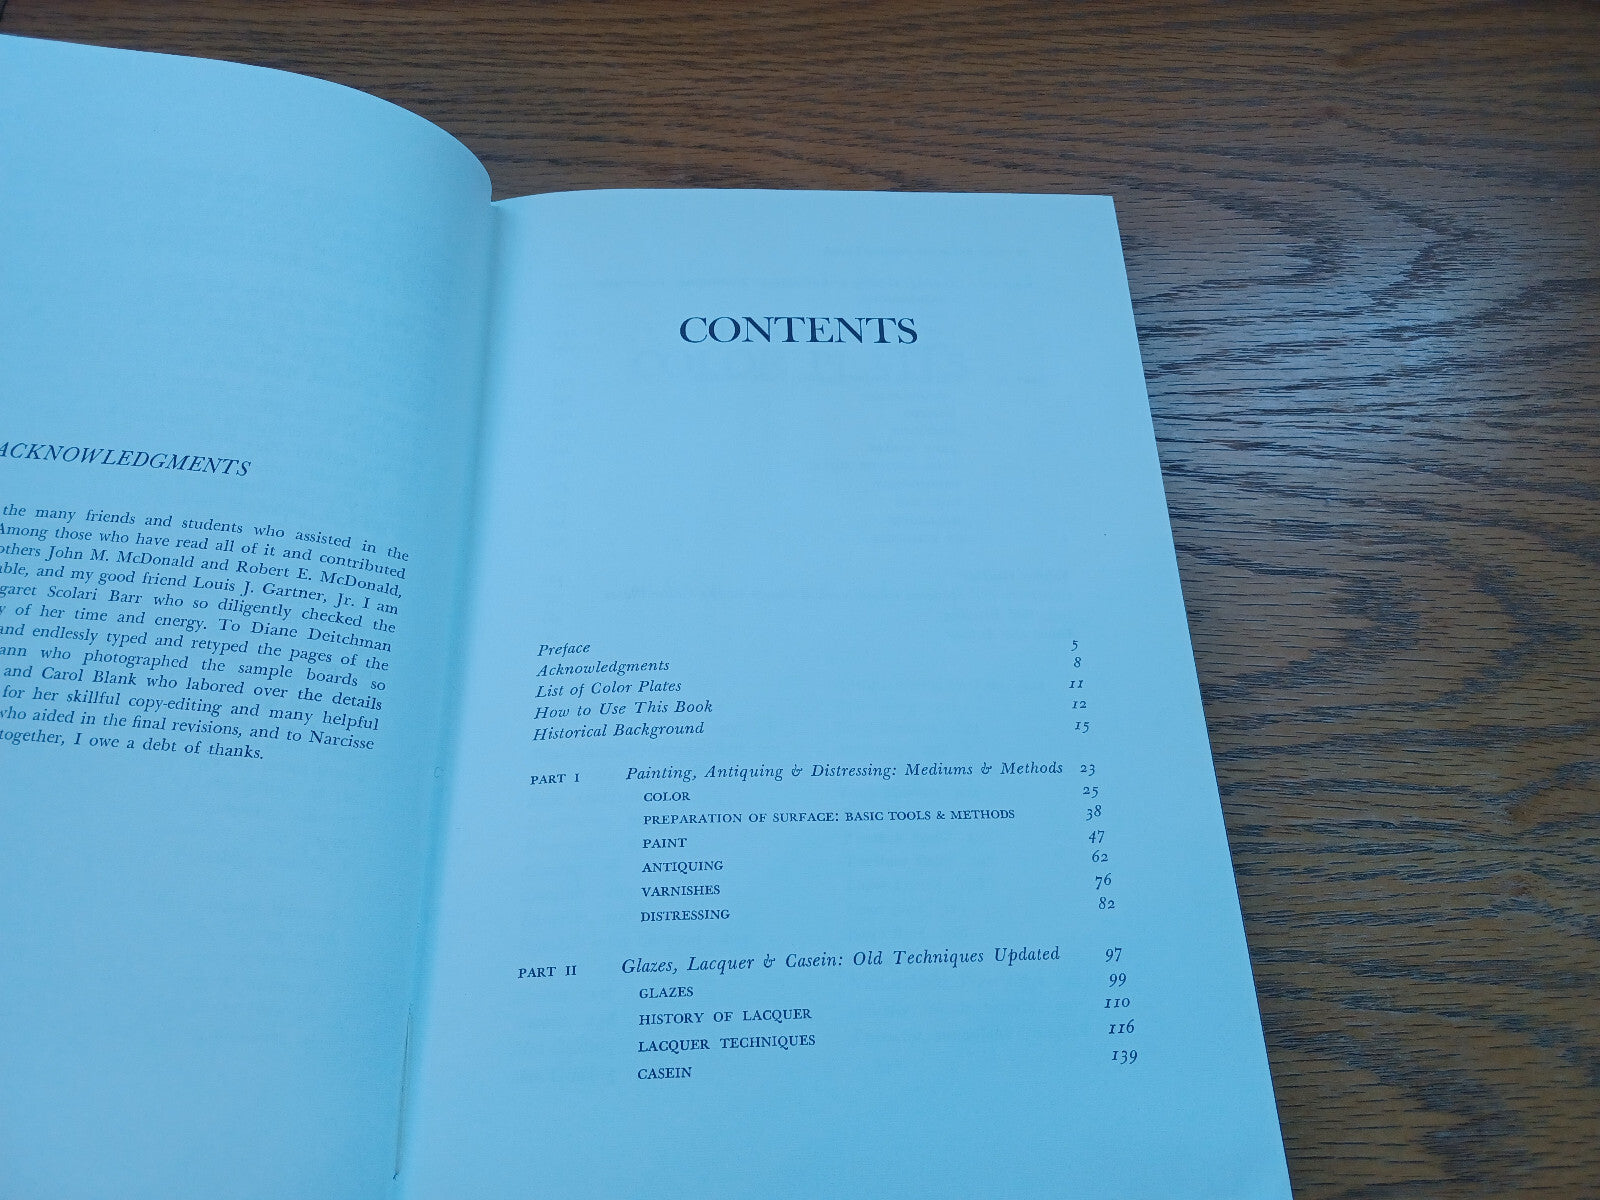 ACKNOWLEDGMENTS
the many friends and students who assisted in the
Among those who have read all of it and contributed
others John M. McDonald and Robert E. McDonald,
able, and my good friend Louis J. Gartner, Jr. I am
garet Scolari Barr who so diligently checked the
y of her time and energy. To Diane Deitchman
and endlessly typed and retyped the pages of the
ann who photographed the sample boards so
and Carol Blank who labored over the details
for her skillful copy-editing and many helpful
who aided in the final revisions, and to Narcisse
together, I owe a debt of thanks.
CONTENTS
Preface 5
Acknowledgments 8
List of Color Plates 11
How to Use This Book 12
Historical Background 15
PART I Painting, Antiquing & Distressing: Mediums & Methods 23
COLOR 25
PREPARATION OF SURFACE: BASIC TOOLS & METHODS 38
PAINT 47
ANTIQUING 62
VARNISHES 76
DISTRESSING 82
PART II Glazes, Lacquer & Casein: Old Techniques Updated 97
GLAZES 99
HISTORY OF LACQUER 110
LACQUER TECHNIQUES 116
CASEIN 139